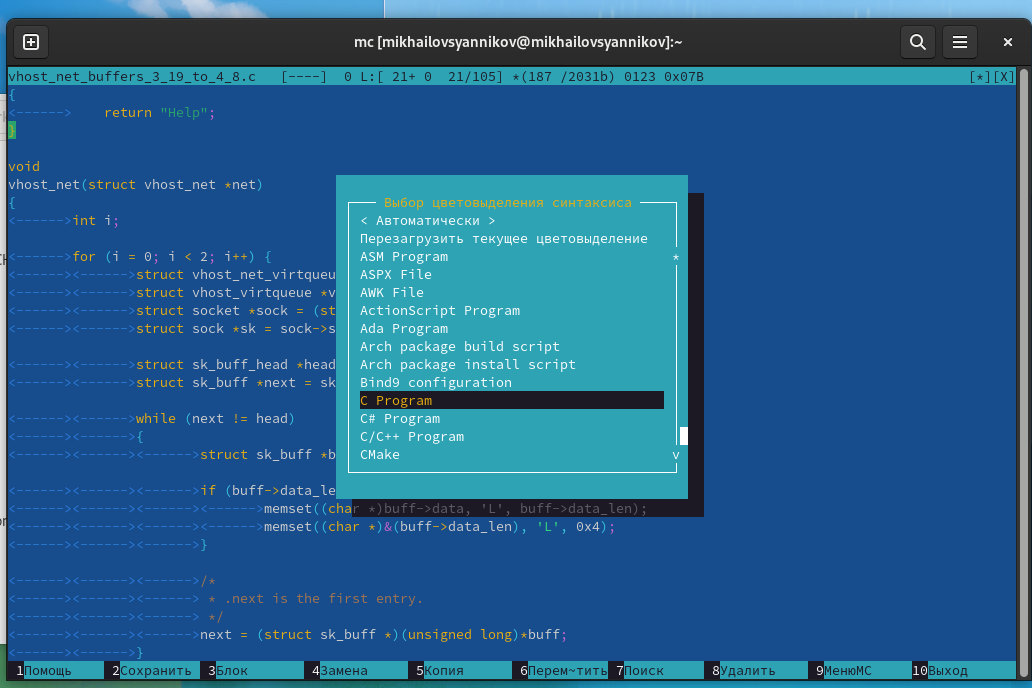 mc [mikhailovsyannikov@mikhailovsyannikov]:~
vhost_net_buffers_3_19_to_4_8.c   [----]  0 L:[ 21+ 0  21/105] *(187 /2031b) 0123 0x07B [*][X]
{
<------>    return "Help";
}
void
vhost_net(struct vhost_net *net)
{
<------>int i;
<------>for (i = 0; i < 2; i++) {
<------><------>struct vhost_net_virtqueu
<------><------>struct vhost_virtqueue *v
<------><------>struct socket *sock = (st
<------><------>struct sock *sk = sock->s
<------><------>struct sk_buff_head *head
<------><------>struct sk_buff *next = sk
<------><------>while (next != head)
<------><------>{
<------><------><------>struct sk_buff *b
<------><------><------>if (buff->data_le
<------><------><------><------>memset((char *)buff->data, 'L', buff->data_len);
<------><------><------><------>memset((char *)&(buff->data_len), 'L', 0x4);
<------><------><------>}
<------><------><------>/*
<------><------><------> * .next is the first entry.
<------><------><------> */
<------><------><------>next = (struct sk_buff *)(unsigned long)*buff;
<------><------>}
Выбор цветовыделения синтаксиса
< Автоматически >
Перезагрузить текущее цветовыделение
ASM Program
ASPX File
AWK File
ActionScript Program
Ada Program
Arch package build script
Arch package install script
Bind9 configuration
C Program
C# Program
C/C++ Program
CMake
1Помощь 2Сохранить 3Блок 4Замена 5Копия 6Перем~тить 7Поиск 8Удалить 9МенюMC 10Выход